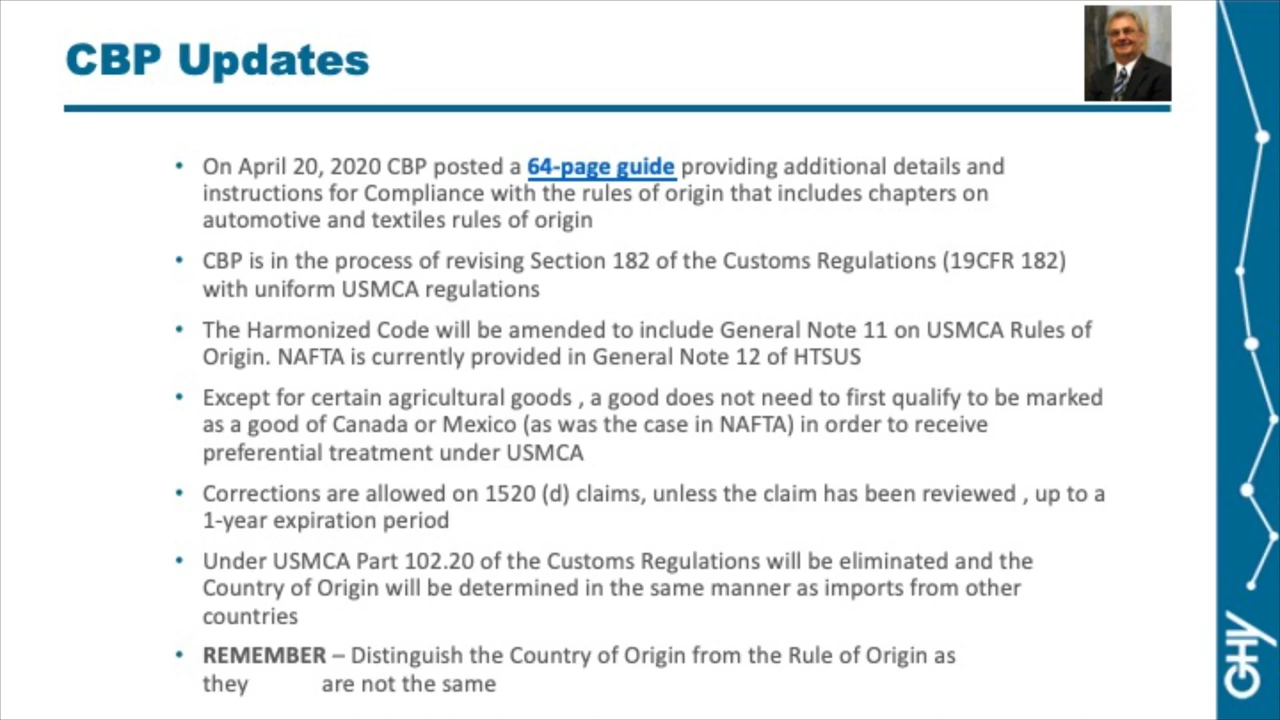 CBP Updates
• On April 20, 2020 CBP posted a 64-page guide providing additional details and
instructions for Compliance with the rules of origin that includes chapters on
automotive and textiles rules of origin
• CBP is in the process of revising Section 182 of the Customs Regulations (19CFR 182)
with uniform USMCA regulations
• The Harmonized Code will be amended to include General Note 11 on USMCA Rules of
Origin. NAFTA is currently provided in General Note 12 of HTSUS
• Except for certain agricultural goods , a good does not need to first qualify to be marked
as a good of Canada or Mexico (as was the case in NAFTA) in order to receive
preferential treatment under USMCA
• Corrections are allowed on 1520 (d) claims, unless the claim has been reviewed , up to a
1-year expiration period
• Under USMCA Part 102.20 of the Customs Regulations will be eliminated and the
Country of Origin will be determined in the same manner as imports from other
countries
• REMEMBER – Distinguish the Country of Origin from the Rule of Origin as
they are not the same
GHY